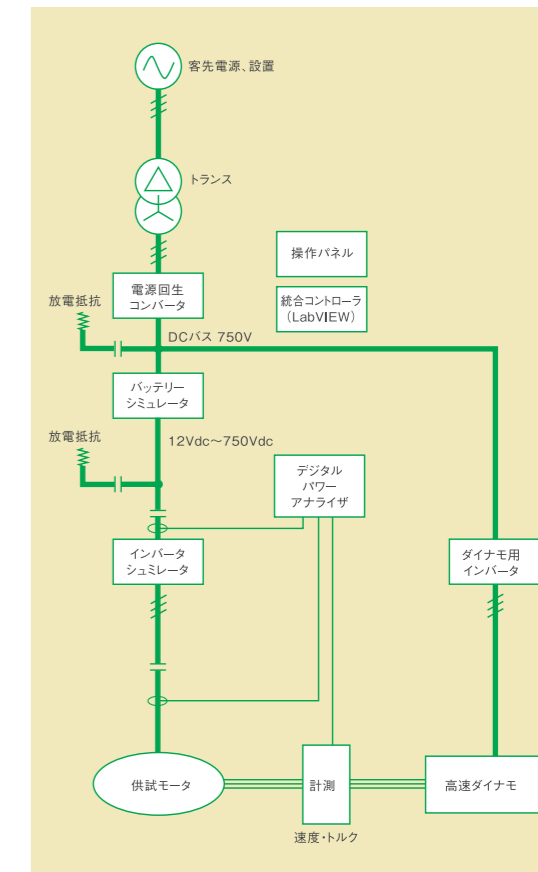 客先電源、設置
トランス
操作パネル
電源回生
コンバータ
統合コントローラ
(LabVIEW)
放電抵抗
DCバス 750V
バッテリー
シミュレータ
放電抵抗
12Vdc～750Vdc
デジタル
パワー
アナライザ
インバータ
シュミレータ
ダイナモ用
インバータ
供試モータ
計測
高速ダイナモ
速度・トルク